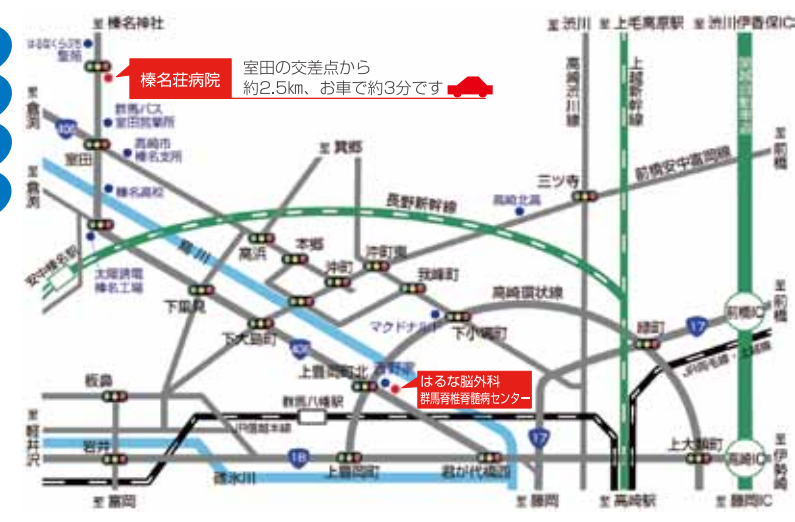 至 榛名神社
至 渋川
至 上毛高原駅
至 渋川伊香保IC
はるなくらぶち
聖苑
榛名荘病院
室田の交差点から
約2.5km、お車で約3分です
高崎渋川線
上越新幹線
関越自動車道
至 倉渕
406
群馬バス
室田営業所
高崎市
榛名支所
室田
至 箕郷
至 前橋
前橋安中富岡線
三ツ寺
至 倉渕
榛名高校
長野新幹線
高崎北高
烏川
安中榛名駅
太陽誘電
榛名工場
高浜
本郷
沖町
沖町東
我峰町
高崎環状線
下里見
マクドナルド
下小塙町
下大島町
406
前橋IC
至 前橋
17
緑町
上豊岡町北
はるな脳外科
群馬脊椎脊髄病センター
JR両毛線・上越線
板鼻
群馬八幡駅
至 軽井沢
JR信越本線
17
岩井
18
上豊岡町
君が代橋西
上大類町
高崎IC
至 伊勢崎
碓氷川
至 富岡
至 藤岡
至 高崎駅
至 藤岡IC